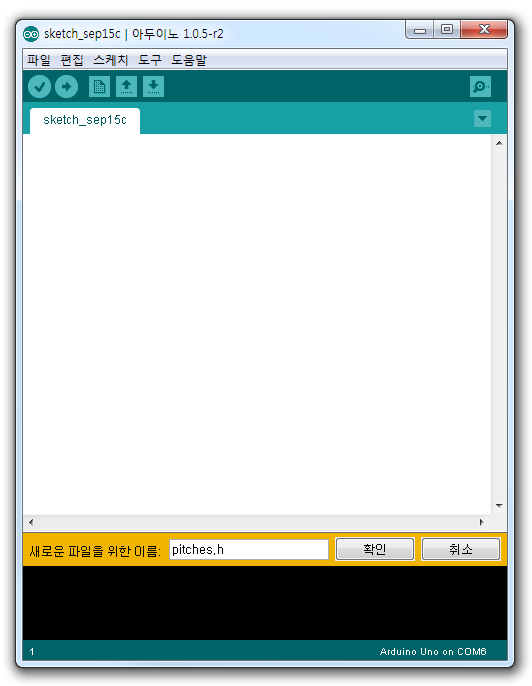 sketch_sep15c | 아두이노 1.0.5-r2
파일 편집 스케치 도구 도움말
sketch_sep15c
새로운 파일을 위한 이름: pitches.h 확인 취소
1 Arduino Uno on COM6